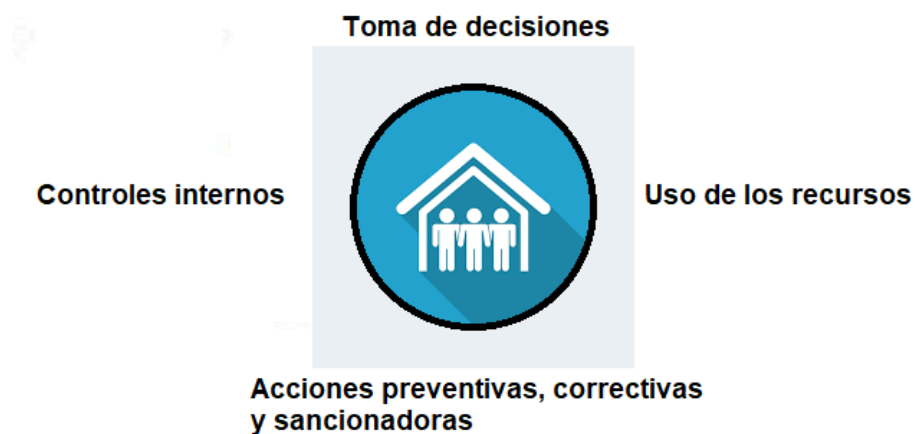 Toma de decisiones
Controles internos
Uso de los recursos
Acciones preventivas, correctivas
y sancionadoras